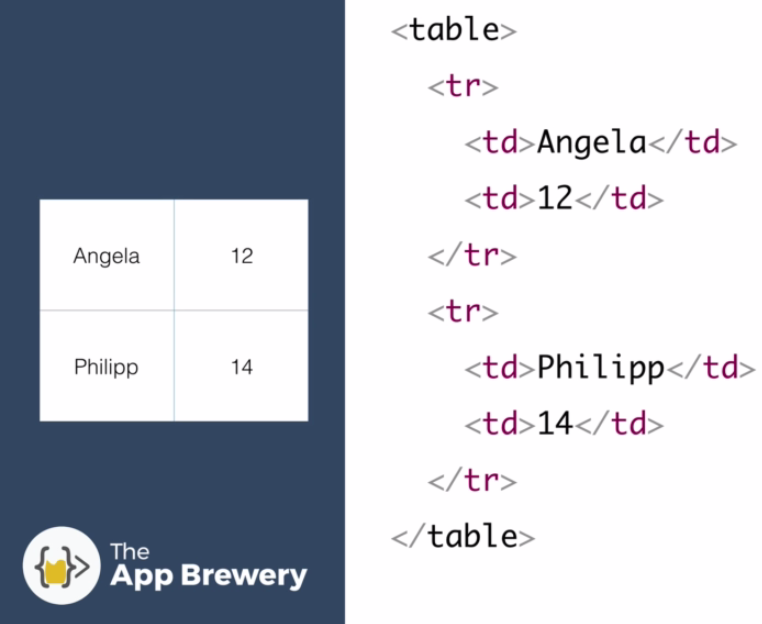 Angela 12
Philipp 14
The
App Brewery
<table>
<tr>
<td>Angela</td>
<td>12</td>
</tr>
<tr>
<td>Philipp</td>
<td>14</td>
</tr>
</table>